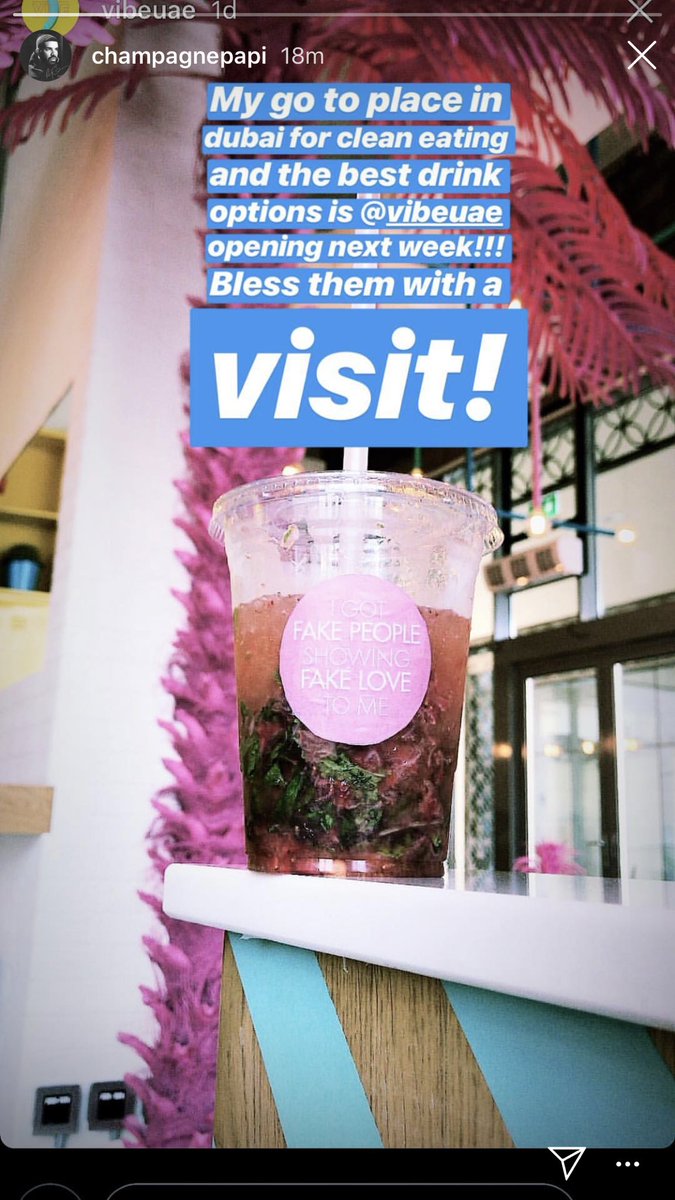 vibeuae 1d
champagnepapi 18m
My go to place in
dubai for clean eating
and the best drink
options is @vibeuae
opening next week!!!
Bless them with a
visit!
I GOT
FAKE PEOPLE
SHOWING
FAKE LOVE
TO ME